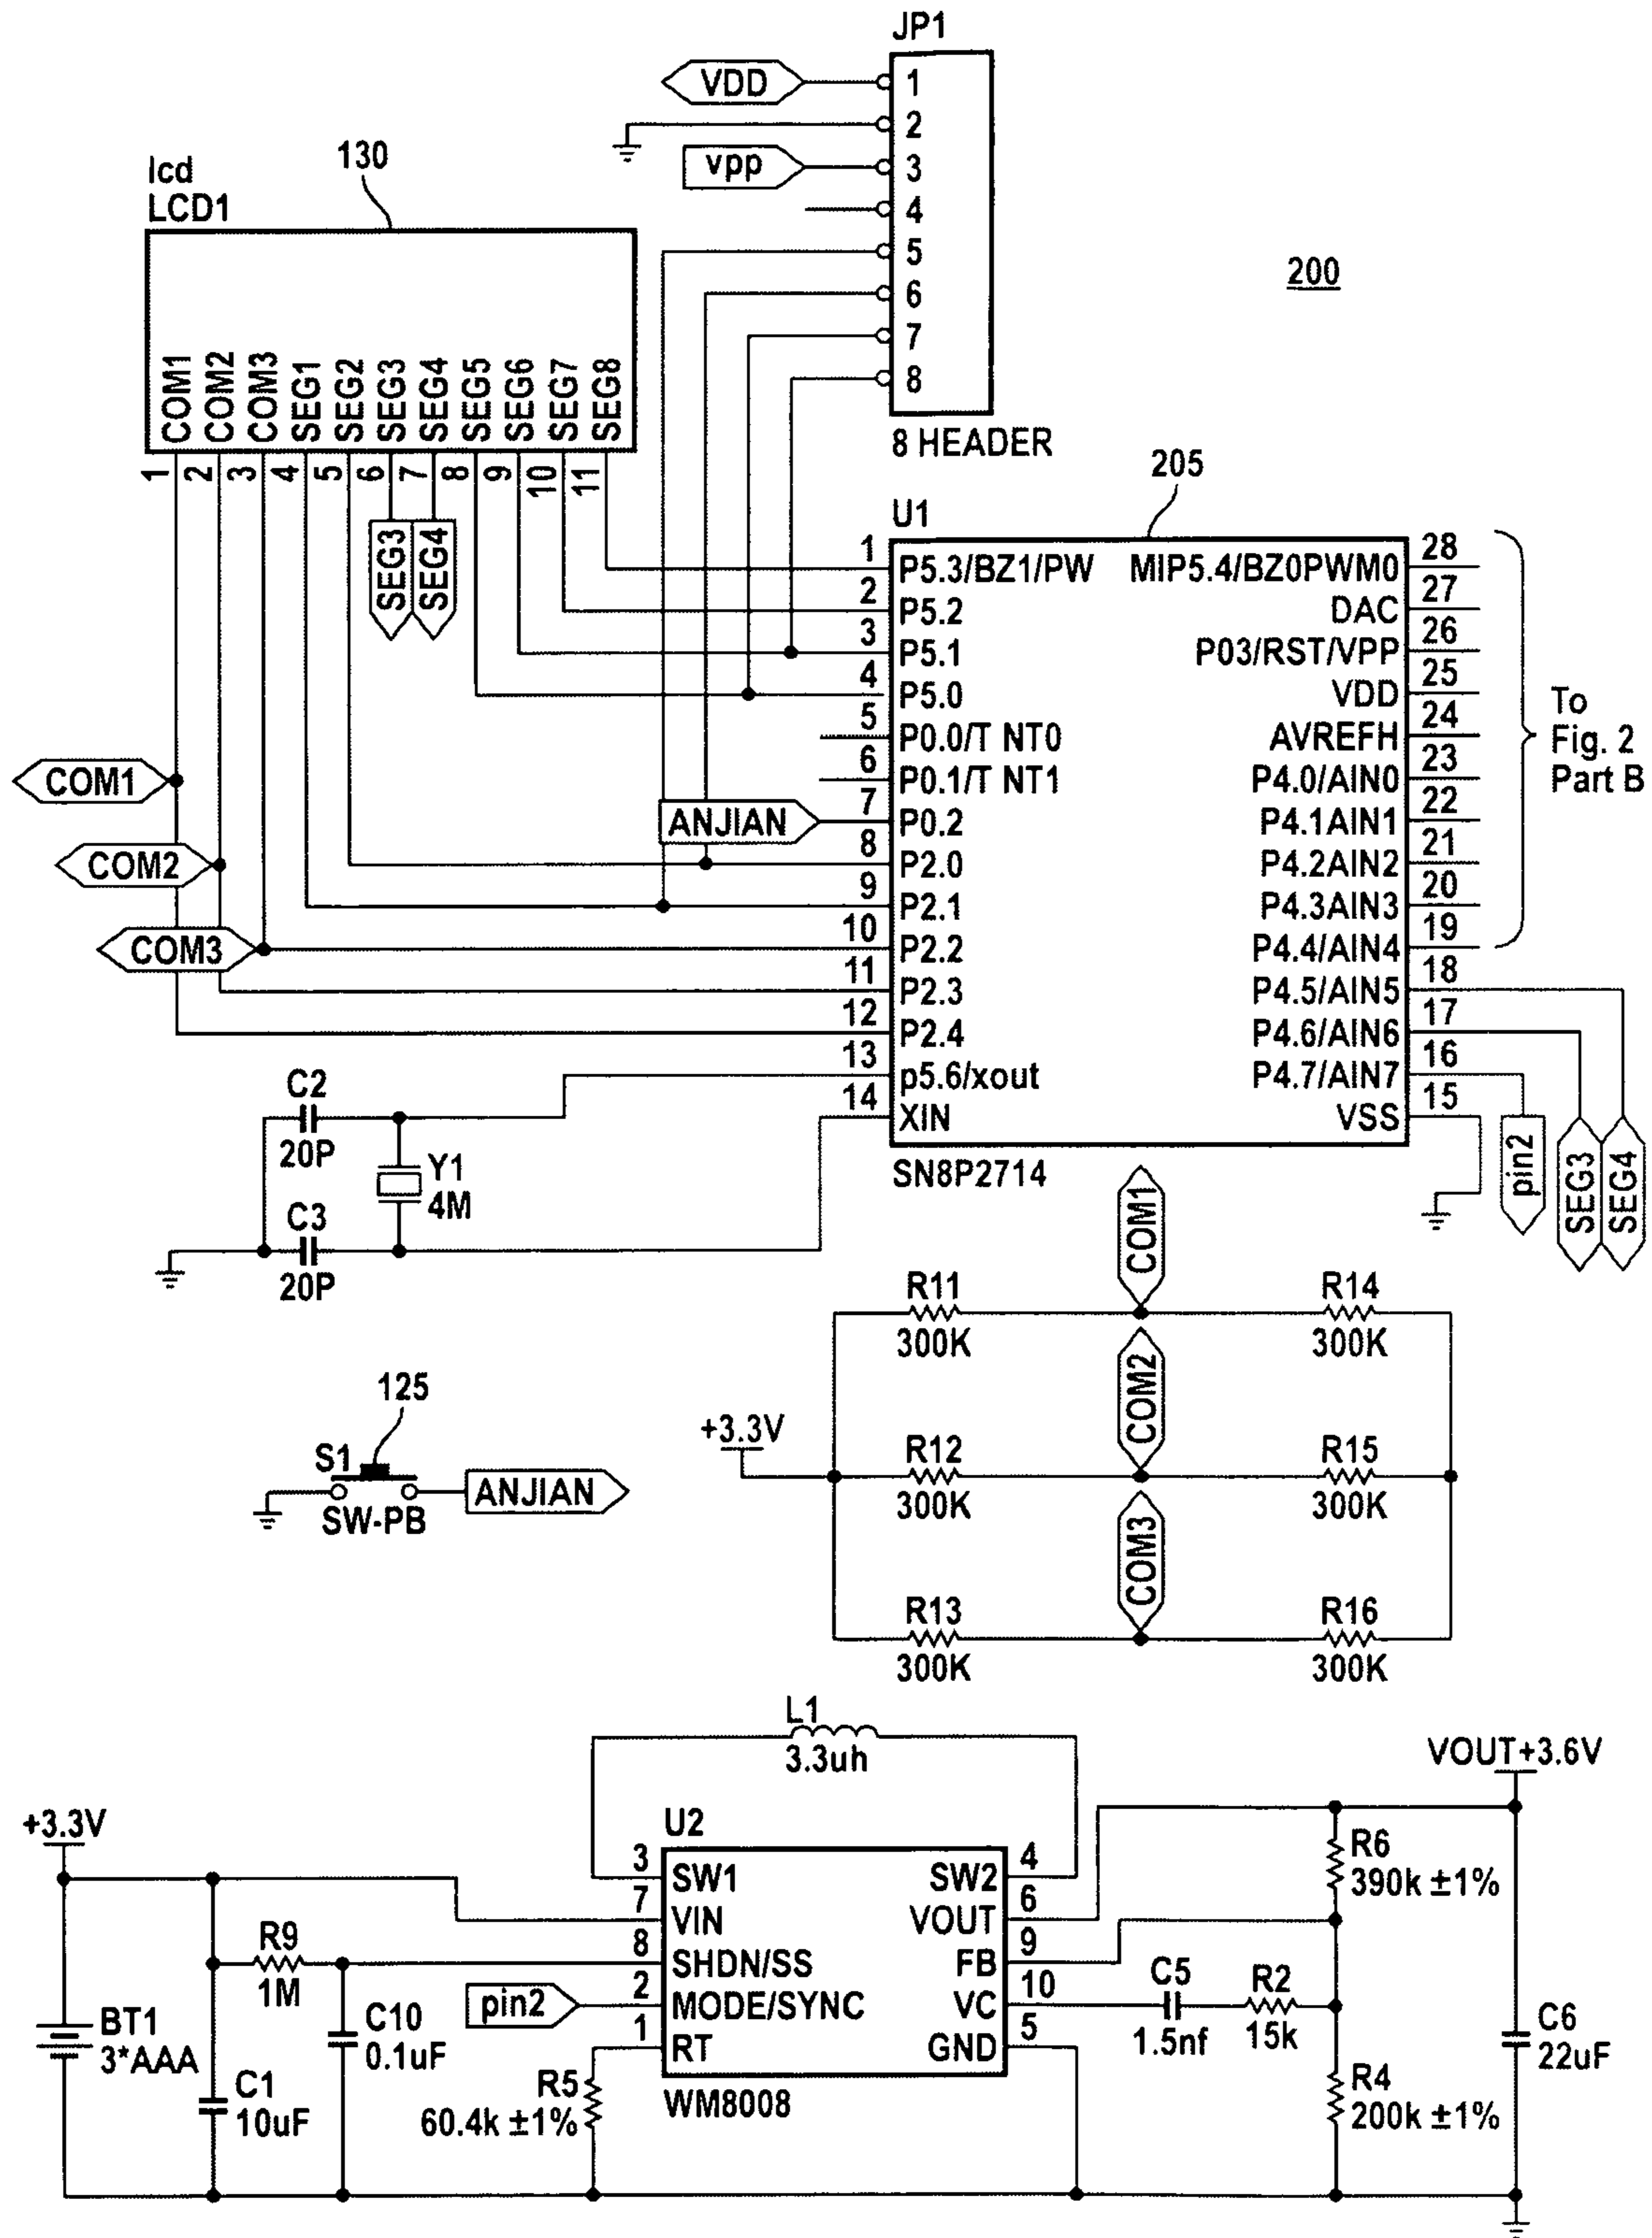 JP1
VDD
1
2
vpp
3
4
5
6
7
8
8 HEADER
200
lcd
LCD1
130
COM1
COM2
COM3
SEG1
SEG2
SEG3
SEG4
SEG5
SEG6
SEG7
SEG8
1
2
3
4
5
6
7
8
9
10
11
SEG3
SEG4
205
U1
1 P5.3/BZ1/PW
2 P5.2
3 P5.1
4 P5.0
5 P0.0/T NT0
6 P0.1/T NT1
7 P0.2
8 P2.0
9 P2.1
10 P2.2
11 P2.3
12 P2.4
13 p5.6/xout
14 XIN
MIP5.4/BZ0PWM0 28
DAC 27
P03/RST/VPP 26
VDD 25
AVREFH 24
P4.0/AIN0 23
P4.1AIN1 22
P4.2AIN2 21
P4.3AIN3 20
P4.4/AIN4 19
P4.5/AIN5 18
P4.6/AIN6 17
P4.7/AIN7 16
VSS 15
SN8P2714
To
Fig. 2
Part B
ANJIAN
COM1
COM2
COM3
pin2
SEG3
SEG4
C2
20P
Y1
4M
C3
20P
COM1
R11
300K
R14
300K
COM2
+3.3V
R12
300K
R15
300K
COM3
R13
300K
R16
300K
125
S1
SW-PB
ANJIAN
L1
3.3uh
VOUT+3.6V
+3.3V
U2
3 SW1
7 VIN
8 SHDN/SS
2 MODE/SYNC
1 RT
SW2 4
VOUT 6
FB 9
VC 10
GND 5
WM8008
R9
1M
pin2
BT1
3*AAA
C10
0.1uF
C1
10uF
R5
60.4k ±1%
C5
1.5nf
R2
15k
R6
390k ±1%
R4
200k ±1%
C6
22uF